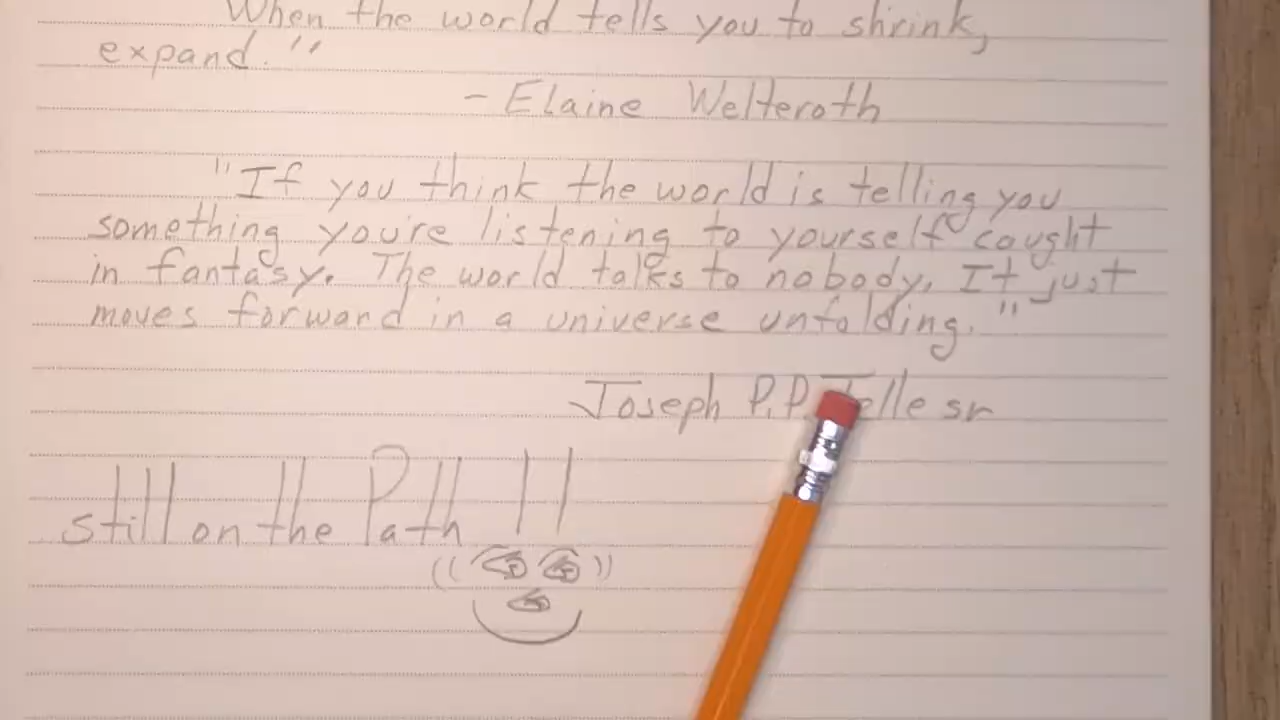 When the world tells you to shrink,
expand."
- Elaine Welteroth
"If you think the world is telling you
something you're listening to yourself cought
in fantasy. The world talks to nobody. It just
moves forward in a universe unfolding."
Joseph P.P. sr
still on the Path !!